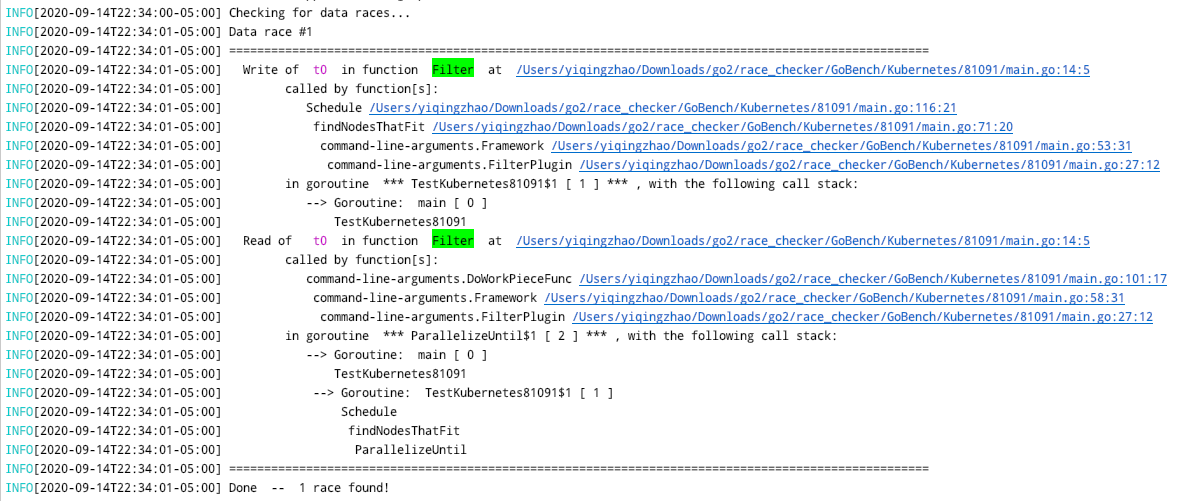 INFO[2020-09-14T22:34:00-05:00] Checking for data races...
INFO[2020-09-14T22:34:01-05:00] Data race #1
INFO[2020-09-14T22:34:01-05:00] ====================================================================================================
INFO[2020-09-14T22:34:01-05:00]   Write of  t0  in function  Filter  at  /Users/yiqingzhao/Downloads/go2/race_checker/GoBench/Kubernetes/81091/main.go:14:5
INFO[2020-09-14T22:34:01-05:00]         called by function[s]:
INFO[2020-09-14T22:34:01-05:00]            Schedule /Users/yiqingzhao/Downloads/go2/race_checker/GoBench/Kubernetes/81091/main.go:116:21
INFO[2020-09-14T22:34:01-05:00]             findNodesThatFit /Users/yiqingzhao/Downloads/go2/race_checker/GoBench/Kubernetes/81091/main.go:71:20
INFO[2020-09-14T22:34:01-05:00]              command-line-arguments.Framework /Users/yiqingzhao/Downloads/go2/race_checker/GoBench/Kubernetes/81091/main.go:53:31
INFO[2020-09-14T22:34:01-05:00]               command-line-arguments.FilterPlugin /Users/yiqingzhao/Downloads/go2/race_checker/GoBench/Kubernetes/81091/main.go:27:12
INFO[2020-09-14T22:34:01-05:00]         in goroutine  *** TestKubernetes81091$1 [ 1 ] *** , with the following call stack:
INFO[2020-09-14T22:34:01-05:00]            --> Goroutine:  main [ 0 ]
INFO[2020-09-14T22:34:01-05:00]                TestKubernetes81091
INFO[2020-09-14T22:34:01-05:00]   Read of  t0  in function  Filter  at  /Users/yiqingzhao/Downloads/go2/race_checker/GoBench/Kubernetes/81091/main.go:14:5
INFO[2020-09-14T22:34:01-05:00]         called by function[s]:
INFO[2020-09-14T22:34:01-05:00]            command-line-arguments.DoWorkPieceFunc /Users/yiqingzhao/Downloads/go2/race_checker/GoBench/Kubernetes/81091/main.go:101:17
INFO[2020-09-14T22:34:01-05:00]             command-line-arguments.Framework /Users/yiqingzhao/Downloads/go2/race_checker/GoBench/Kubernetes/81091/main.go:58:31
INFO[2020-09-14T22:34:01-05:00]              command-line-arguments.FilterPlugin /Users/yiqingzhao/Downloads/go2/race_checker/GoBench/Kubernetes/81091/main.go:27:12
INFO[2020-09-14T22:34:01-05:00]         in goroutine  *** ParallelizeUntil$1 [ 2 ] *** , with the following call stack:
INFO[2020-09-14T22:34:01-05:00]            --> Goroutine:  main [ 0 ]
INFO[2020-09-14T22:34:01-05:00]                TestKubernetes81091
INFO[2020-09-14T22:34:01-05:00]             --> Goroutine:  TestKubernetes81091$1 [ 1 ]
INFO[2020-09-14T22:34:01-05:00]                 Schedule
INFO[2020-09-14T22:34:01-05:00]                  findNodesThatFit
INFO[2020-09-14T22:34:01-05:00]                   ParallelizeUntil
INFO[2020-09-14T22:34:01-05:00] ====================================================================================================
INFO[2020-09-14T22:34:01-05:00] Done  --  1 race found!